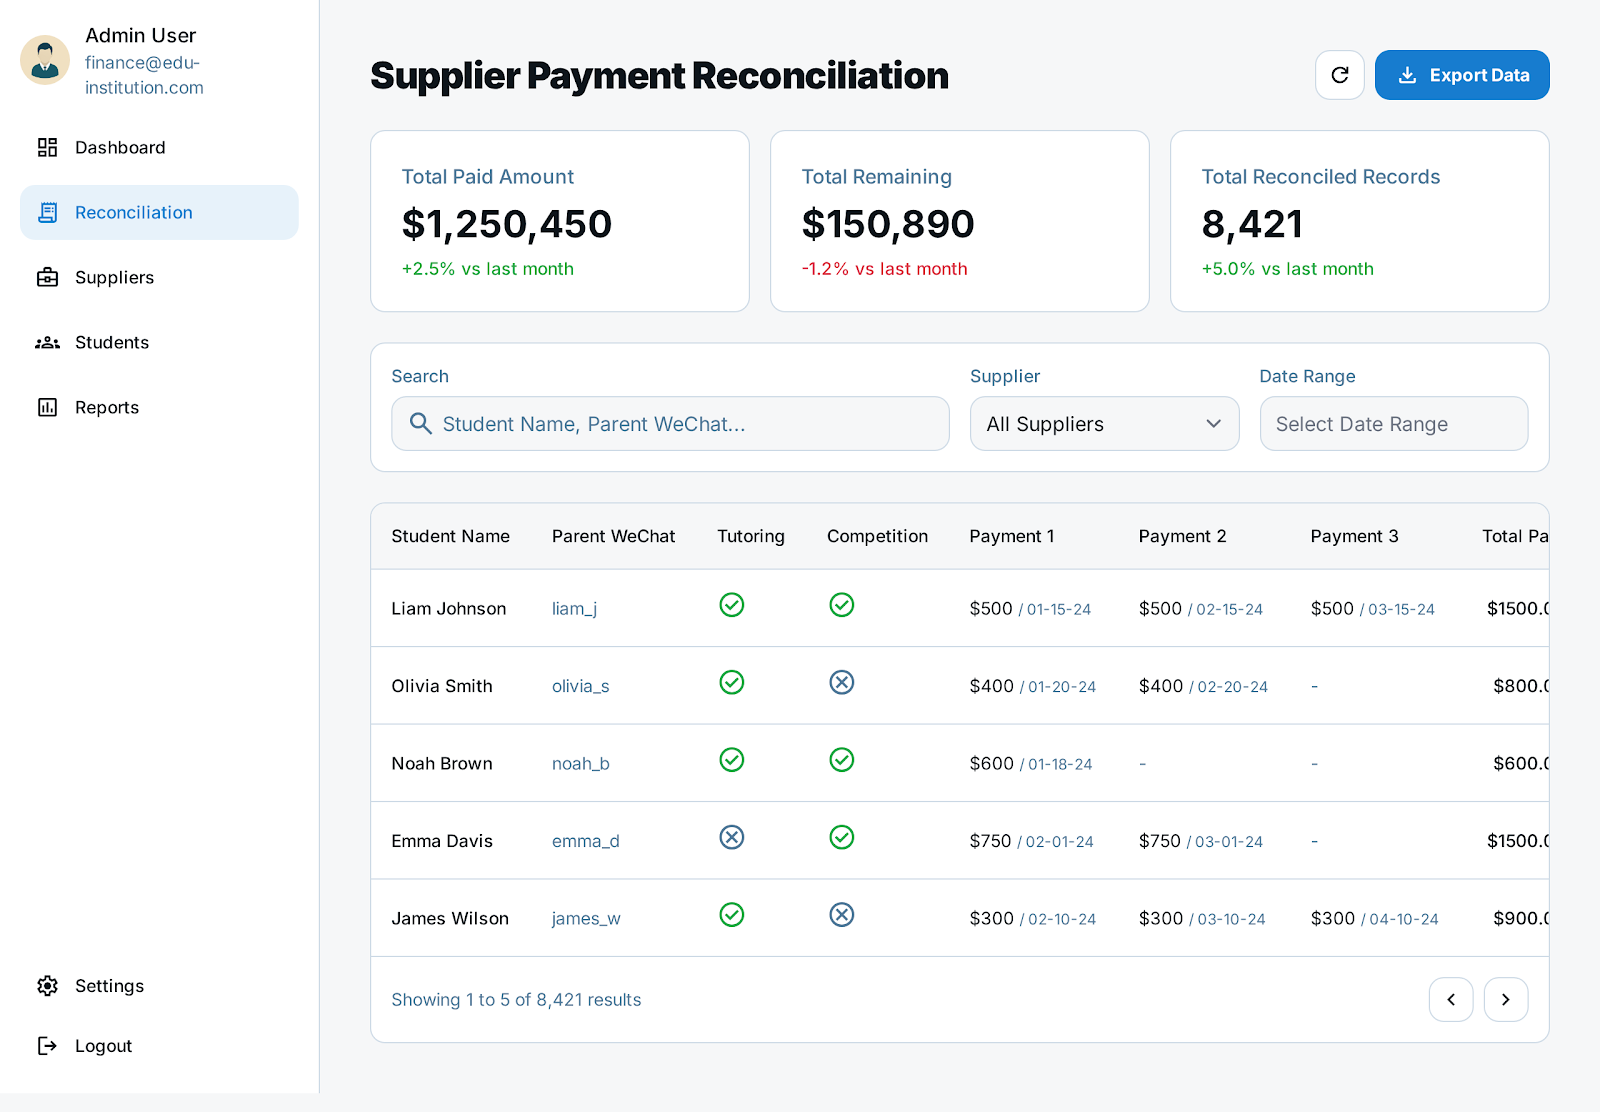 Admin User
finance@edu-
institution.com
Dashboard
Reconciliation
Suppliers
Students
Reports
Settings
Logout
Supplier Payment Reconciliation
Export Data
Total Paid Amount
$1,250,450
+2.5% vs last month
Total Remaining
$150,890
-1.2% vs last month
Total Reconciled Records
8,421
+5.0% vs last month
Search
Student Name, Parent WeChat...
Supplier
All Suppliers
Date Range
Select Date Range
Student Name Parent WeChat Tutoring Competition Payment 1 Payment 2 Payment 3 Total Pa
Liam Johnson liam_j $500 / 01-15-24 $500 / 02-15-24 $500 / 03-15-24 $1500.0
Olivia Smith olivia_s $400 / 01-20-24 $400 / 02-20-24 - $800.0
Noah Brown noah_b $600 / 01-18-24 - - $600.0
Emma Davis emma_d $750 / 02-01-24 $750 / 03-01-24 - $1500.0
James Wilson james_w $300 / 02-10-24 $300 / 03-10-24 $300 / 04-10-24 $900.0
Showing 1 to 5 of 8,421 results